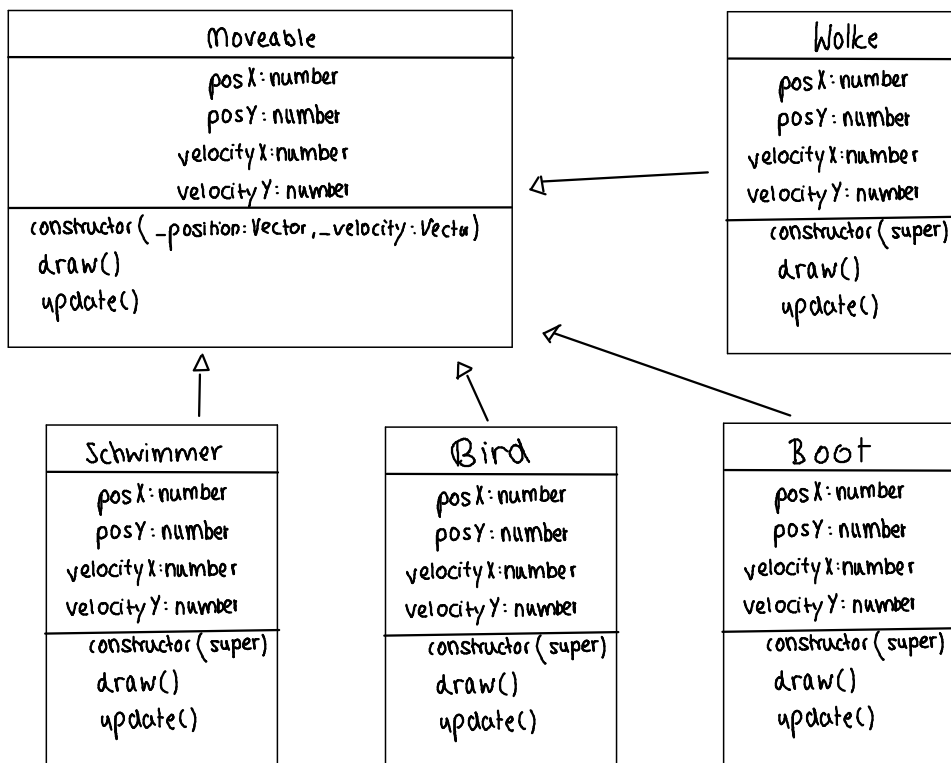 Moveable
posX:number
posY:number
velocityX:number
velocityY:number
constructor(_position:Vector,_velocity:Vector)
draw()
update()
Wolke
posX:number
posY:number
velocityX:number
velocityY:number
constructor(super)
draw()
update()
Schwimmer
posX:number
posY:number
velocityX:number
velocityY:number
constructor(super)
draw()
update()
Bird
posX:number
posY:number
velocityX:number
velocityY:number
constructor(super)
draw()
update()
Boot
posX:number
posY:number
velocityX:number
velocityY:number
constructor(super)
draw()
update()